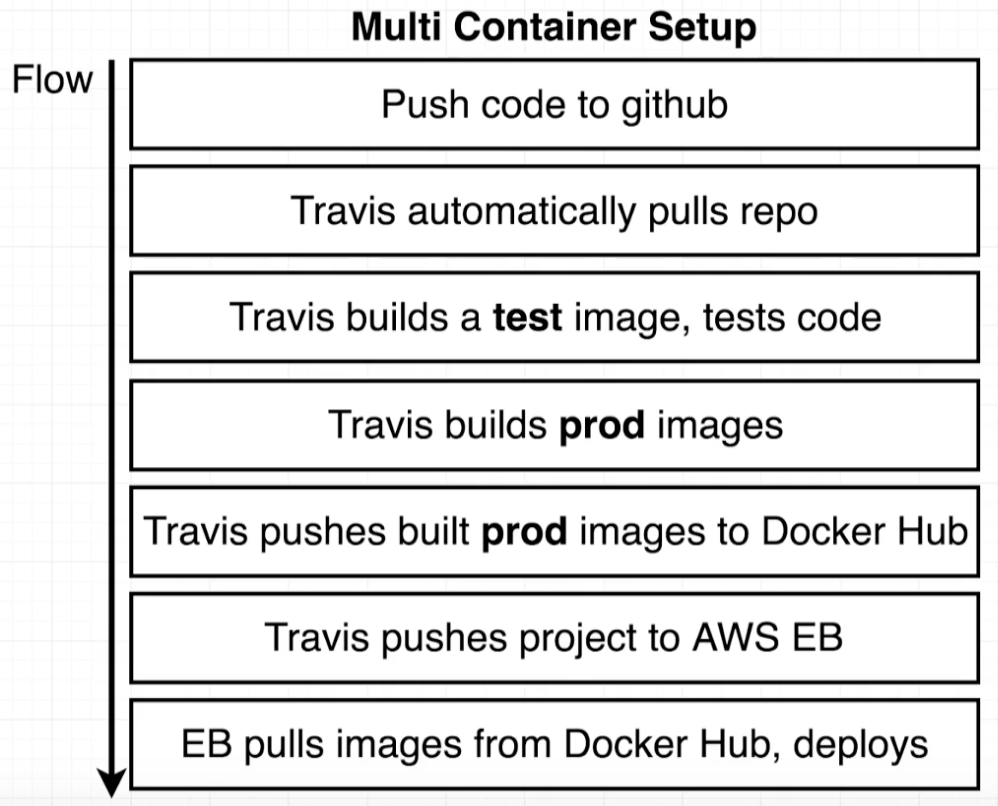 Multi Container Setup
Flow
Push code to github
Travis automatically pulls repo
Travis builds a test image, tests code
Travis builds prod images
Travis pushes built prod images to Docker Hub
Travis pushes project to AWS EB
EB pulls images from Docker Hub, deploys